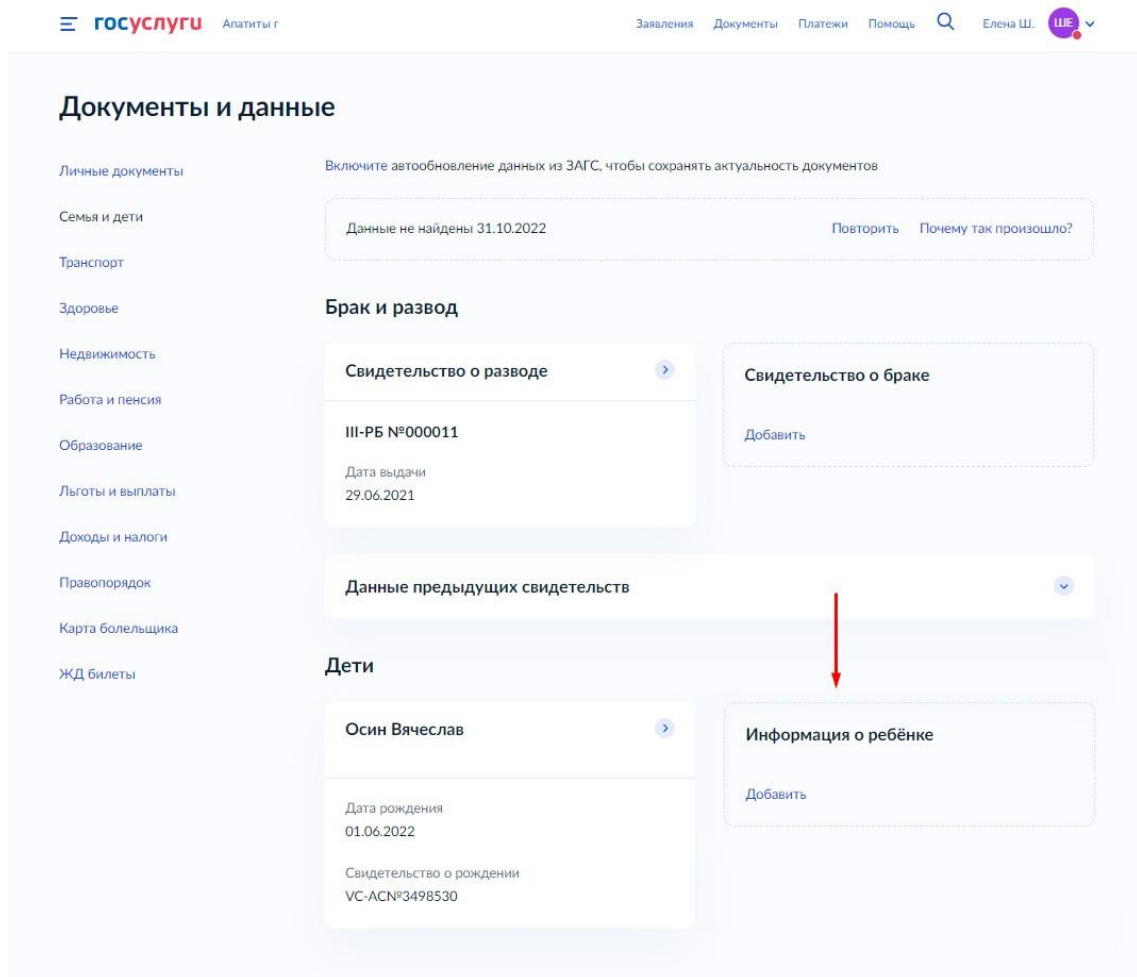 госуслуги Апатиты г Заявления Документы Платежи Помощь Елена Ш. ШЕ
Документы и данные
Личные документы
Семья и дети
Транспорт
Здоровье
Недвижимость
Работа и пенсия
Образование
Льготы и выплаты
Доходы и налоги
Правопорядок
Карта болельщика
ЖД билеты
Включите автообновление данных из ЗАГС, чтобы сохранять актуальность документов
Данные не найдены 31.10.2022 Повторить Почему так произошло?
Брак и развод
Свидетельство о разводе
III-РБ №000011
Дата выдачи
29.06.2021
Свидетельство о браке
Добавить
Данные предыдущих свидетельств
Дети
Осин Вячеслав
Дата рождения
01.06.2022
Свидетельство о рождении
VC-AC№3498530
Информация о ребёнке
Добавить